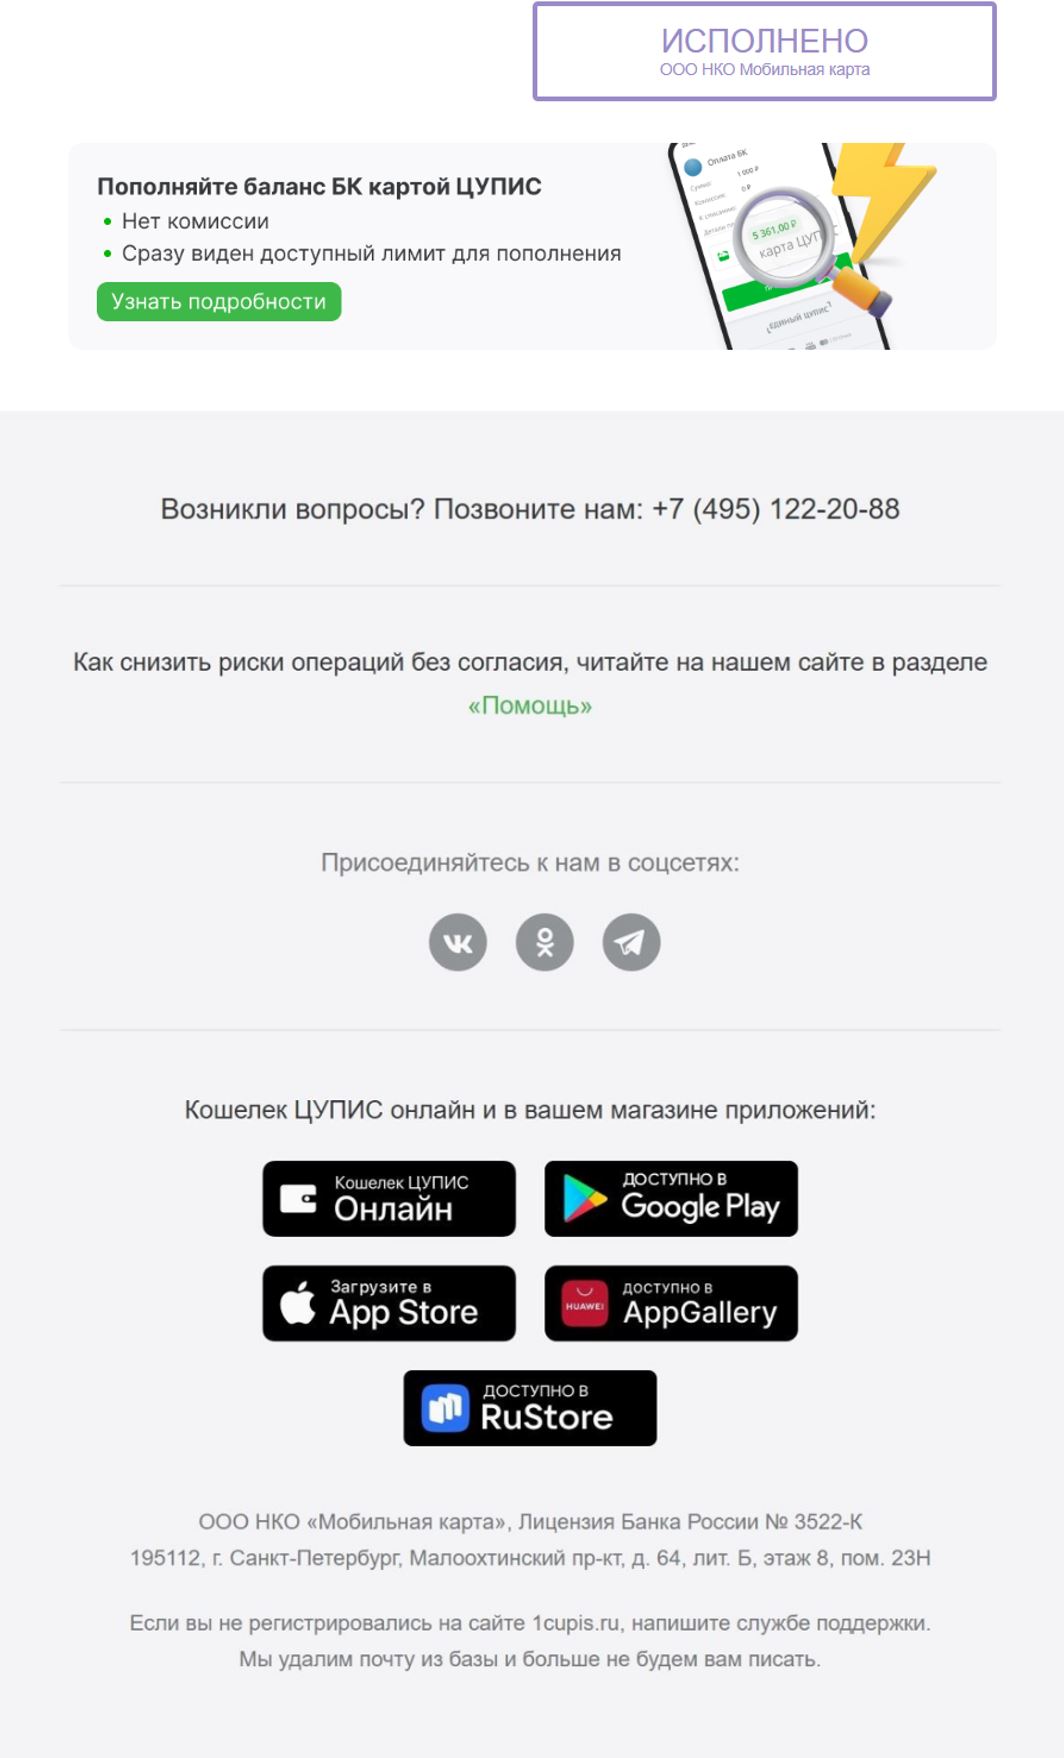 ИСПОЛНЕНО
ООО НКО Мобильная карта
Пополняйте баланс БК картой ЦУПИС
Нет комиссии
Сразу виден доступный лимит для пополнения
Узнать подробности
Оплата БК
Сумма:
1 000 ₽
Комиссия:
0 ₽
К списанию:
5 361,00 ₽
карта ЦУПИС
ЕДИНЫЙ ЦУПИС
Возникли вопросы? Позвоните нам: +7 (495) 122-20-88
Как снизить риски операций без согласия, читайте на нашем сайте в разделе
«Помощь»
Присоединяйтесь к нам в соцсетях:
Кошелек ЦУПИС онлайн и в вашем магазине приложений:
Кошелек ЦУПИС
Онлайн
ДОСТУПНО В
Google Play
Загрузите в
App Store
HUAWEI
ДОСТУПНО В
AppGallery
ДОСТУПНО В
RuStore
ООО НКО «Мобильная карта», Лицензия Банка России № 3522-К
195112, г. Санкт-Петербург, Малоохтинский пр-кт, д. 64, лит. Б, этаж 8, пом. 23Н
Если вы не регистрировались на сайте 1cupis.ru, напишите службе поддержки.
Мы удалим почту из базы и больше не будем вам писать.